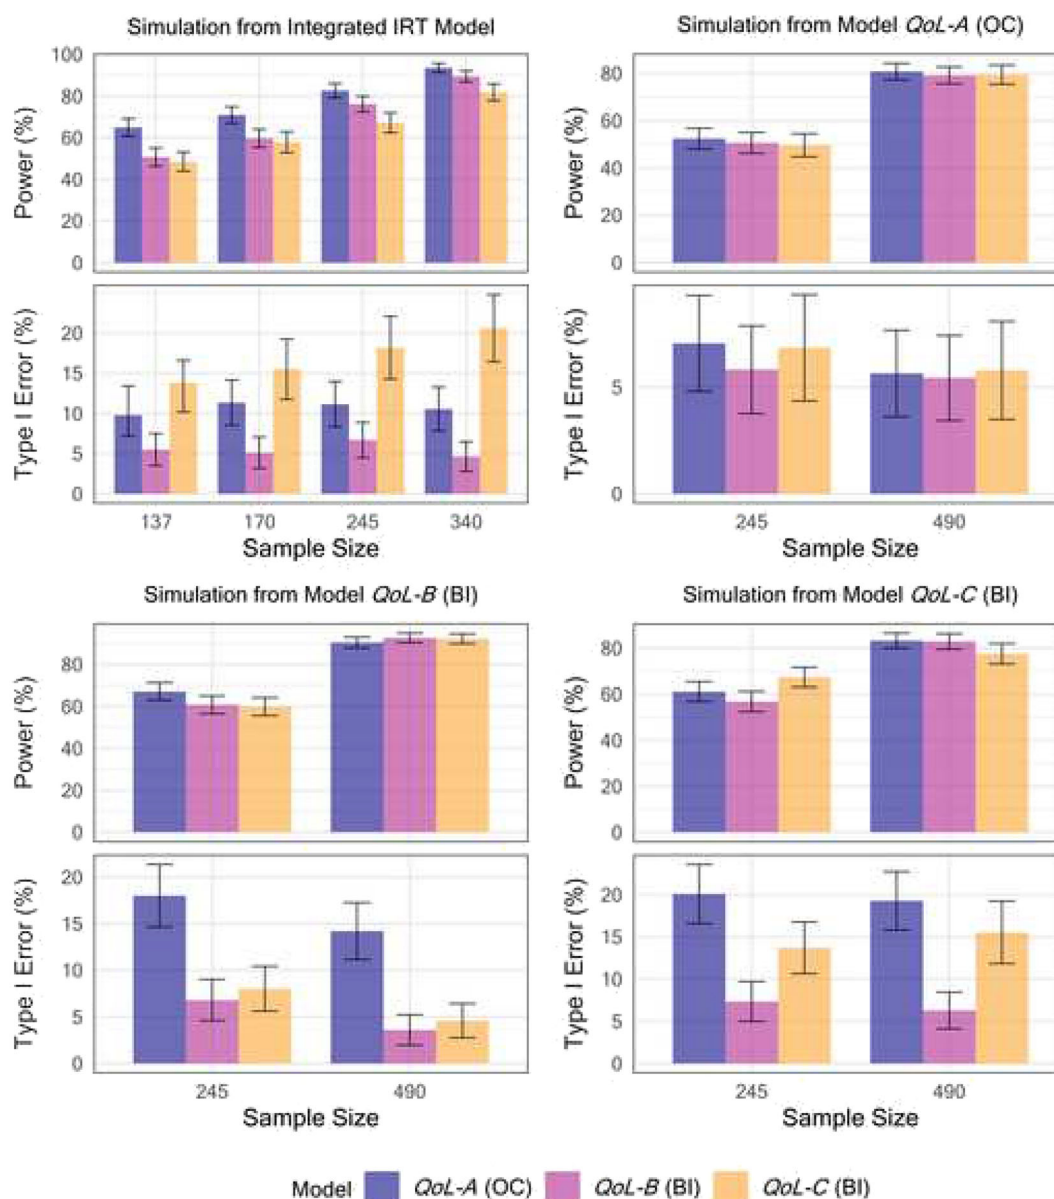 Simulation from Integrated IRT Model
Power (%)
100
80
60
40
20
0
Type I Error (%)
20
15
10
5
0
137 170 245 340
Sample Size
Simulation from Model QoL-A (OC)
Power (%)
80
60
40
20
0
Type I Error (%)
5
0
245 490
Sample Size
Simulation from Model QoL-B (BI)
Power (%)
80
60
40
20
0
Type I Error (%)
20
15
10
5
0
245 490
Sample Size
Simulation from Model QoL-C (BI)
Power (%)
80
60
40
20
0
Type I Error (%)
20
15
10
5
0
245 490
Sample Size
Model QoL-A (OC) QoL-B (BI) QoL-C (BI)